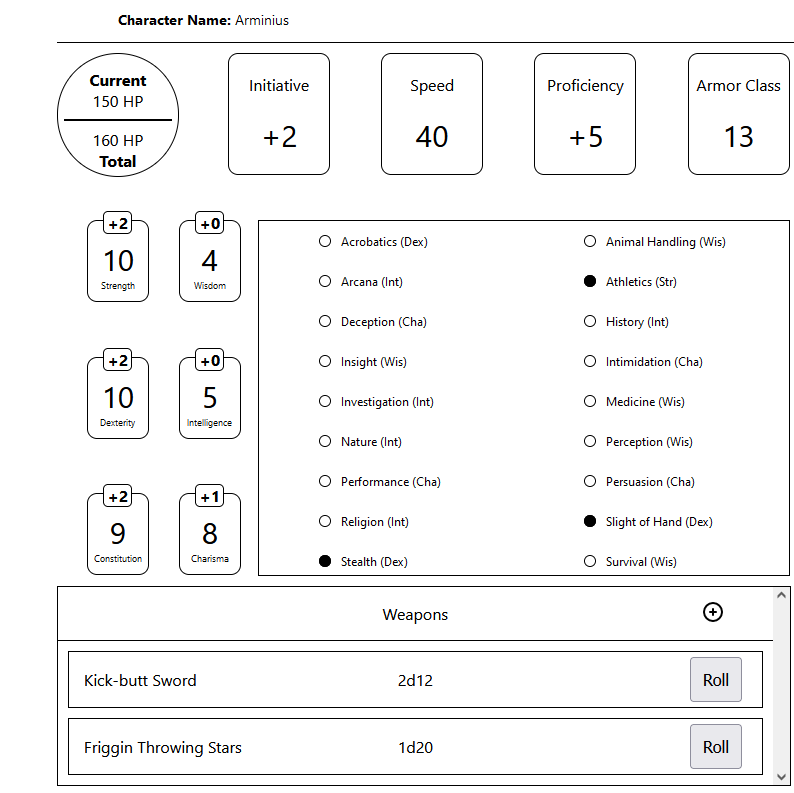 Character Name: Arminius
Current
150 HP
160 HP
Total
Initiative
+2
Speed
40
Proficiency
+5
Armor Class
13
+2
10
Strength
+0
4
Wisdom
+2
10
Dexterity
+0
5
Intelligence
+2
9
Constitution
+1
8
Charisma
Acrobatics (Dex)
Animal Handling (Wis)
Arcana (Int)
Athletics (Str)
Deception (Cha)
History (Int)
Insight (Wis)
Intimidation (Cha)
Investigation (Int)
Medicine (Wis)
Nature (Int)
Perception (Wis)
Performance (Cha)
Persuasion (Cha)
Religion (Int)
Slight of Hand (Dex)
Stealth (Dex)
Survival (Wis)
Weapons
Kick-butt Sword 2d12 Roll
Friggin Throwing Stars 1d20 Roll